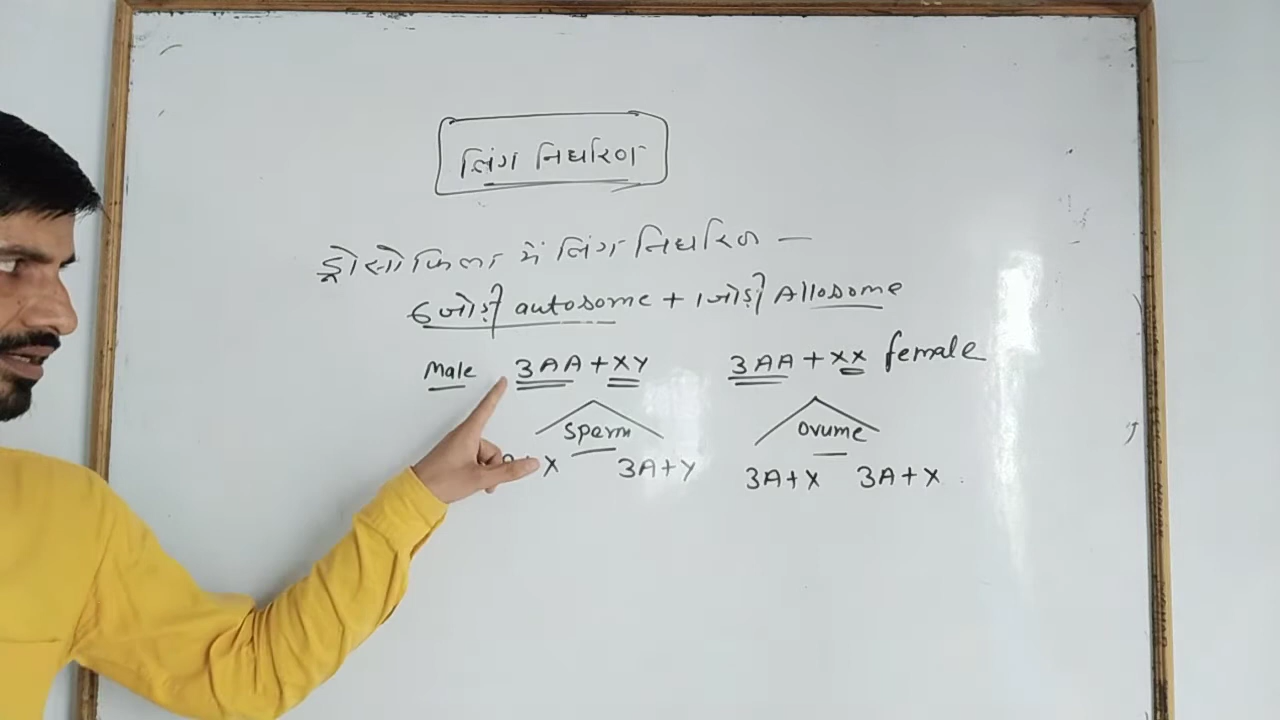 लिंग निर्धारण
ड्रोसोफिला में लिंग निर्धारण –
6 जोड़ी autosome + 1 जोड़ी Allosome
Male 3AA + XY 3AA + XX female
Sperm Ovume
X 3A+Y 3A+X 3A+X